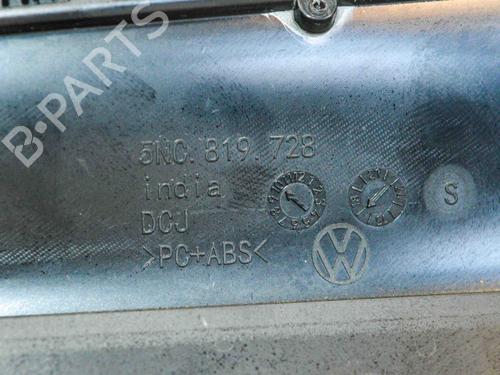 B-PARTS
5NC. 819. 728
india
DCJ
>PC+ABS<
S